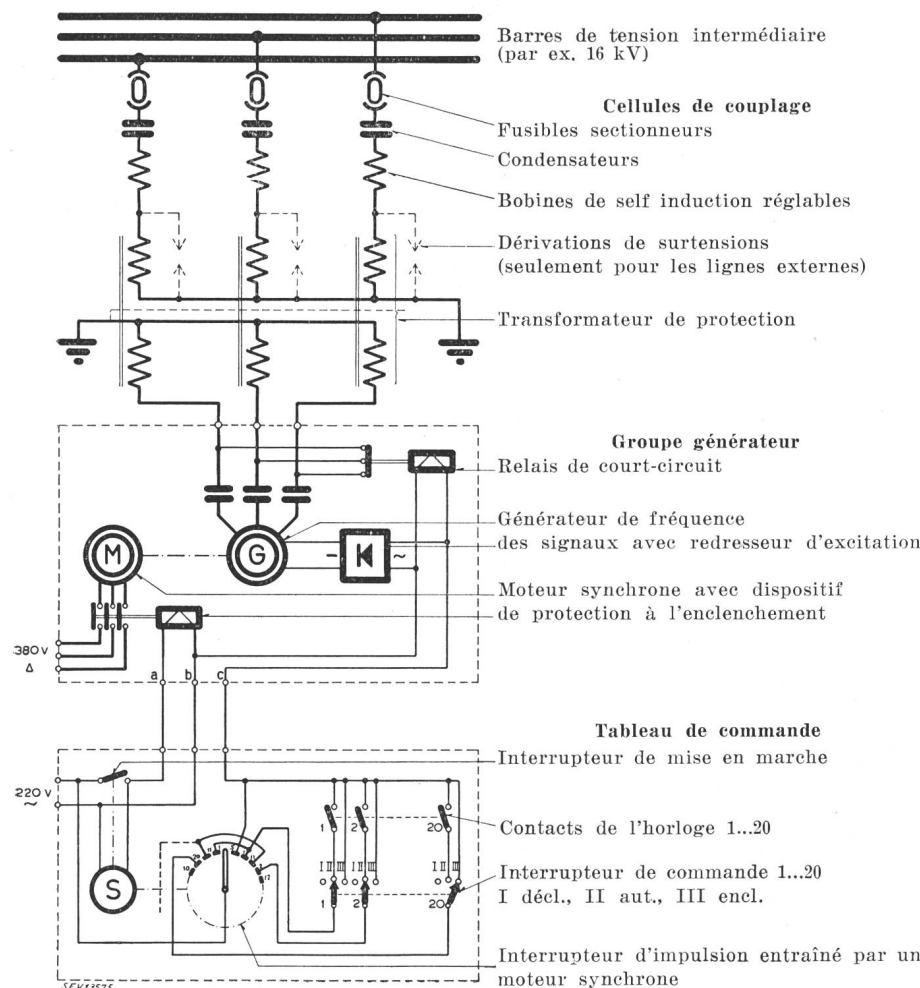 Barres de tension intermédiaire
(par ex. 16 kV)
Cellules de couplage
Fusibles sectionneurs
Condensateurs
Bobines de self induction réglables
Dérivations de surtensions
(seulement pour les lignes externes)
Transformateur de protection
Groupe générateur
Relais de court-circuit
Générateur de fréquence
des signaux avec redresseur d'excitation
M
G
- ~
Moteur synchrone avec dispositif
de protection à l'enclenchement
380 V
Δ
a b c
Tableau de commande
Interrupteur de mise en marche
220 V
~
Contacts de l'horloge 1...20
1 2 20
I II III I II III I II III
Interrupteur de commande 1...20
I décl., II aut., III encl.
S
1 2 20
Interrupteur d'impulsion entraîné par un
moteur synchrone
SEV13575